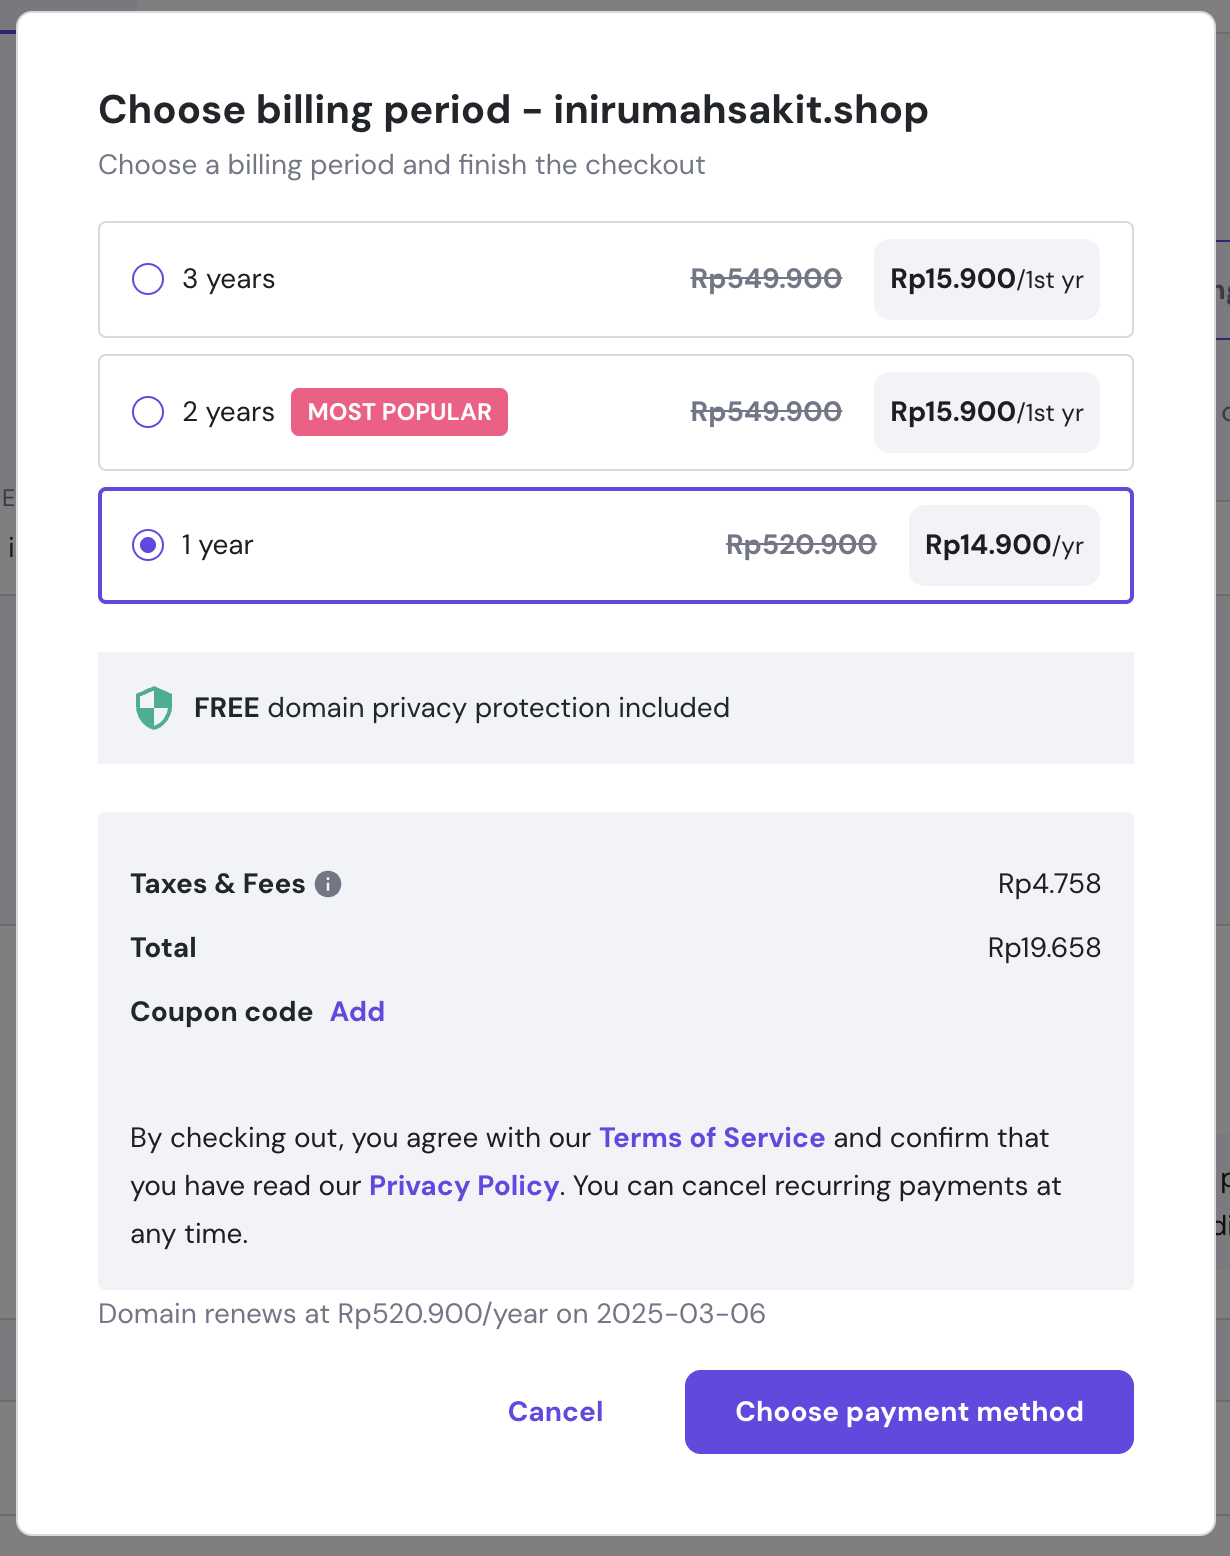 Choose billing period – inirumahsakit.shop
Choose a billing period and finish the checkout
3 years Rp549.900 Rp15.900/1st yr
2 years MOST POPULAR Rp549.900 Rp15.900/1st yr
1 year Rp520.900 Rp14.900/yr
FREE domain privacy protection included
Taxes & Fees Rp4.758
Total Rp19.658
Coupon code Add
By checking out, you agree with our Terms of Service and confirm that
you have read our Privacy Policy. You can cancel recurring payments at
any time.
Domain renews at Rp520.900/year on 2025-03-06
Cancel Choose payment method